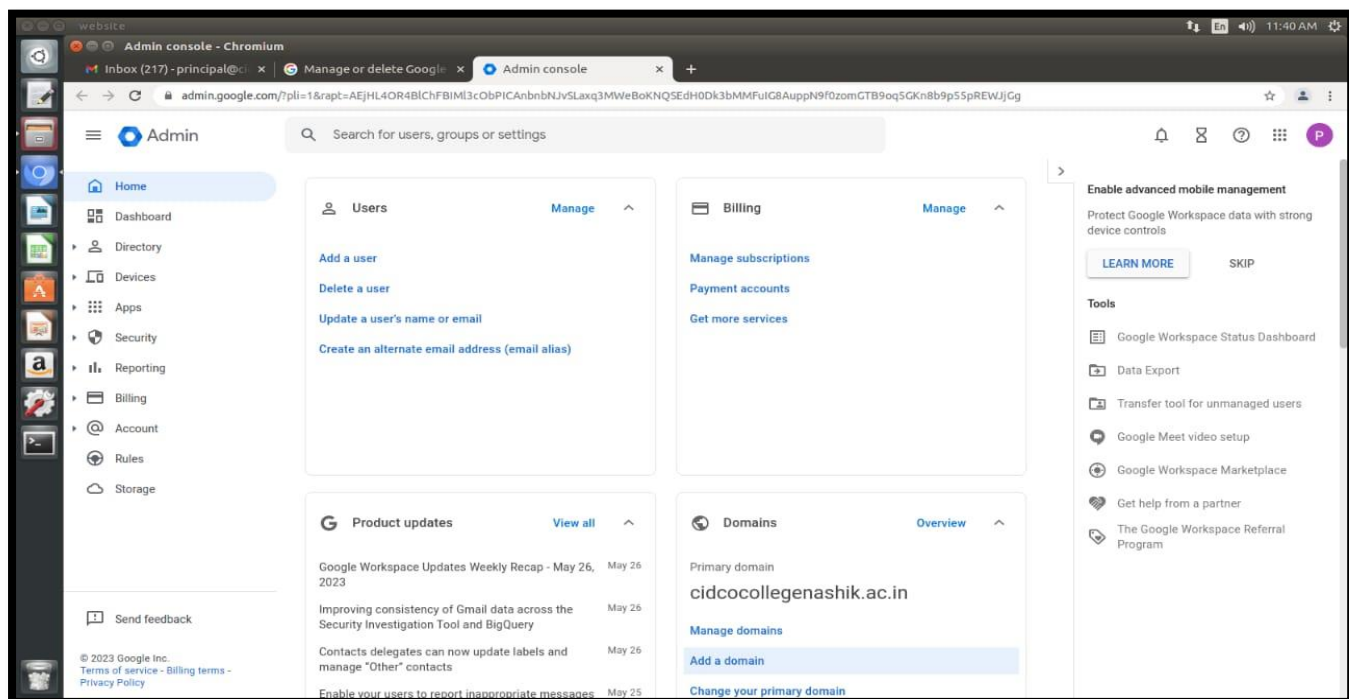 website
En
11:40 AM
Admin console - Chromium
Inbox (217) - principal@ci
Manage or delete Google
Admin console
admin.google.com/?pli=1&rapt=AEjHL4OR4BlChFBIMl3cObPICAnbnbNJvSLaxq3MWeBoKNQSEdH0Dk3bMMFuIG8AuppN9f0zomGTB9oq5GKn8b9p55pREWJjGg
Admin
Search for users, groups or settings
P
Home
Dashboard
Directory
Devices
Apps
Security
Reporting
Billing
Account
Rules
Storage
Send feedback
© 2023 Google Inc.
Terms of service - Billing terms -
Privacy Policy
Users
Manage
Add a user
Delete a user
Update a user's name or email
Create an alternate email address (email alias)
Billing
Manage
Manage subscriptions
Payment accounts
Get more services
Product updates
View all
Google Workspace Updates Weekly Recap - May 26, May 26
2023
Improving consistency of Gmail data across the May 26
Security Investigation Tool and BigQuery
Contacts delegates can now update labels and May 26
manage "Other" contacts
Enable your users to report inappropriate messages May 25
Domains
Overview
Primary domain
cidcocollegenashik.ac.in
Manage domains
Add a domain
Change your primary domain
Enable advanced mobile management
Protect Google Workspace data with strong
device controls
LEARN MORE
SKIP
Tools
Google Workspace Status Dashboard
Data Export
Transfer tool for unmanaged users
Google Meet video setup
Google Workspace Marketplace
Get help from a partner
The Google Workspace Referral
Program